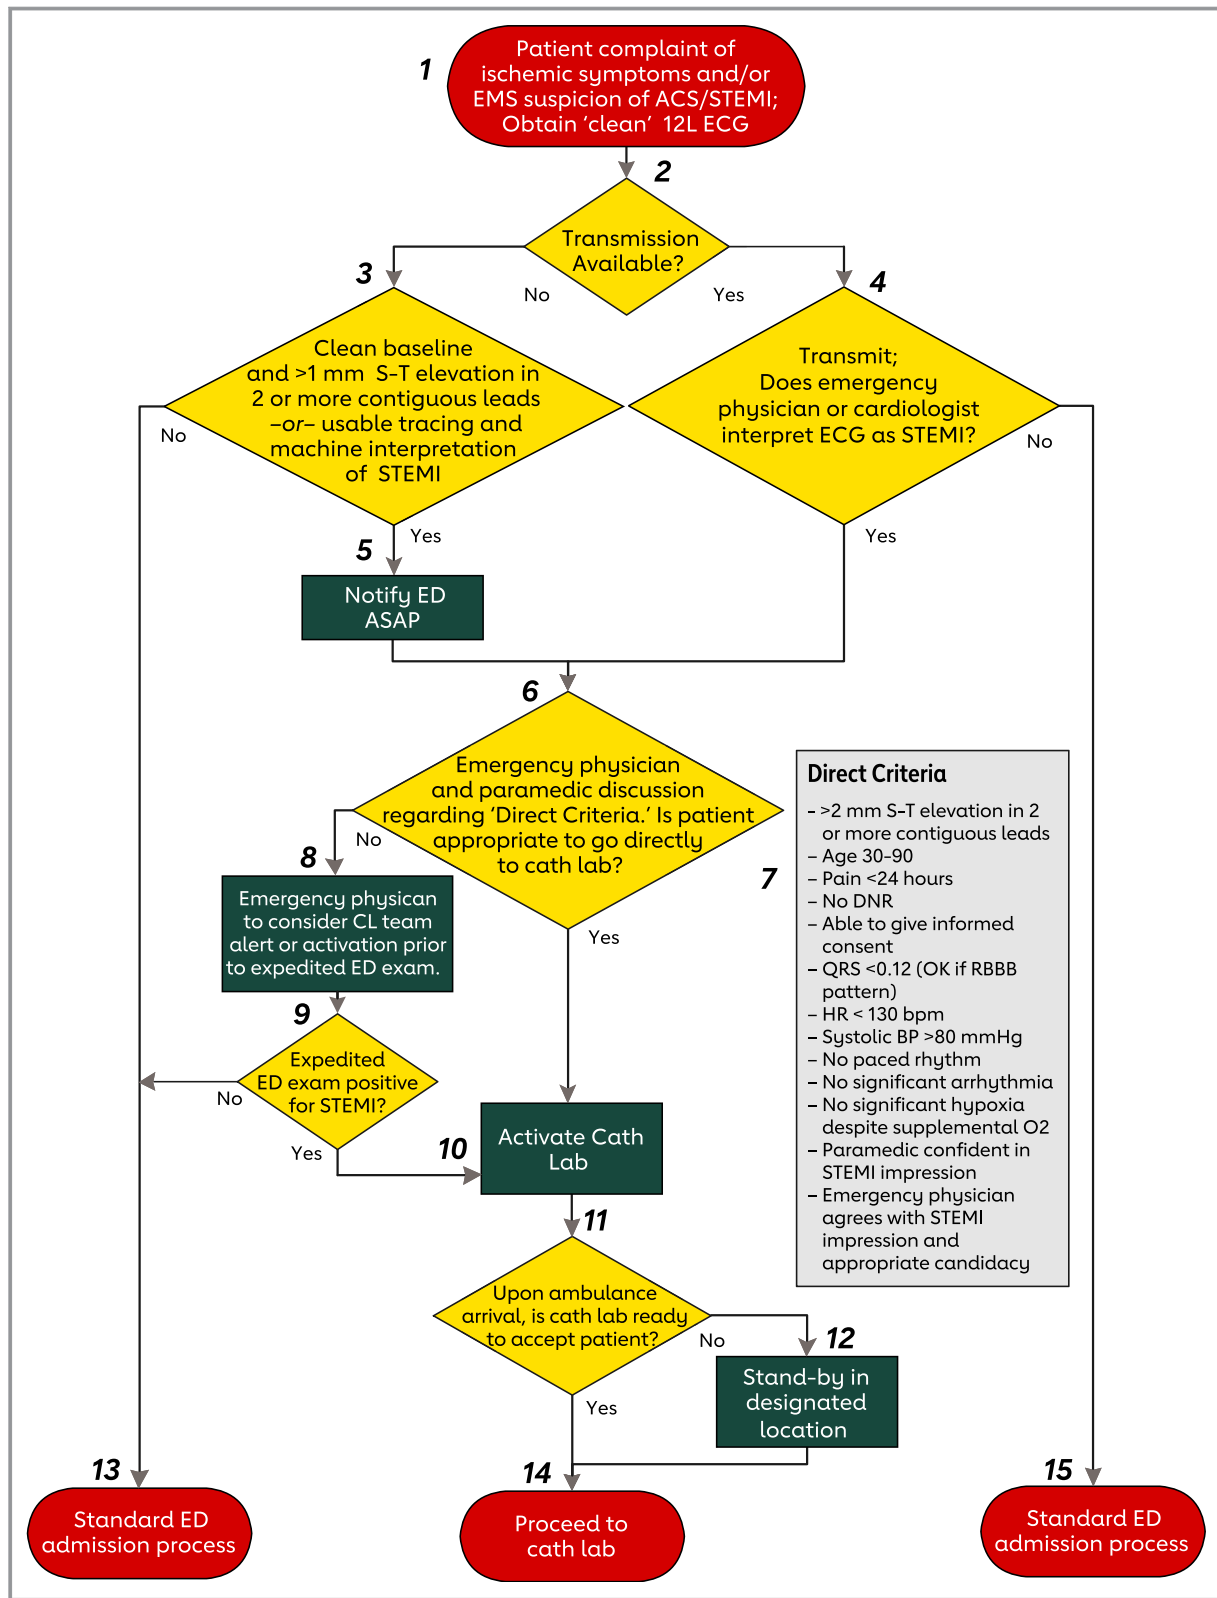 1
Patient complaint of
ischemic symptoms and/or
EMS suspicion of ACS/STEMI;
Obtain ‘clean’ 12L ECG
2
Transmission
Available?
No
Yes
3
Clean baseline
and >1 mm S-T elevation in
2 or more contiguous leads
–or– usable tracing and
machine interpretation
of STEMI
No
Yes
4
Transmit;
Does emergency
physician or cardiologist
interpret ECG as STEMI?
No
Yes
5
Notify ED
ASAP
6
Emergency physician
and paramedic discussion
regarding ‘Direct Criteria.’ Is patient
appropriate to go directly
to cath lab?
No
Yes
7
Direct Criteria
– >2 mm S-T elevation in 2
or more contiguous leads
– Age 30-90
– Pain <24 hours
– No DNR
– Able to give informed
consent
– QRS <0.12 (OK if RBBB
pattern)
– HR < 130 bpm
– Systolic BP >80 mmHg
– No paced rhythm
– No significant arrhythmia
– No significant hypoxia
despite supplemental O2
– Paramedic confident in
STEMI impression
– Emergency physician
agrees with STEMI
impression and
appropriate candidacy
8
Emergency physican
to consider CL team
alert or activation prior
to expedited ED exam.
9
Expedited
ED exam positive
for STEMI?
No
Yes
10
Activate Cath
Lab
11
Upon ambulance
arrival, is cath lab ready
to accept patient?
No
Yes
12
Stand-by in
designated
location
13
Standard ED
admission process
14
Proceed to
cath lab
15
Standard ED
admission process